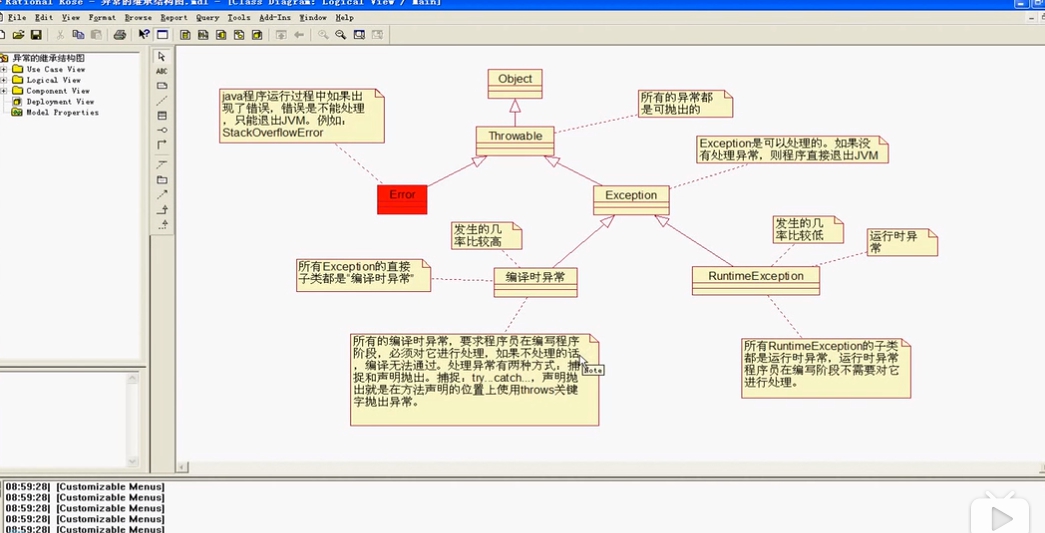 Rational Rose - 异常的继承结构图.mdl - [Class Diagram: Logical View / Main]
File Edit View Format Browse Report Query Tools Add-Ins Window Help
异常的继承结构图
Use Case View
Logical View
Component View
Deployment View
Model Properties
ABC
Object
java程序运行过程中如果出
现了错误，错误是不能处理
，只能退出JVM。例如：
StackOverflowError
所有的异常都
是可抛出的
Throwable
Exception是可以处理的。如果没
有处理异常，则程序直接退出JVM
Error
Exception
发生的几
率比较高
发生的几
率比较低
运行时异
常
所有Exception的直接
子类都是“编译时异常”
编译时异常
RuntimeException
所有的编译时异常，要求程序员在编写程序
阶段，必须对它进行处理，如果不处理的话
，编译无法通过。处理异常有两种方式：捕
捉和声明抛出。捕捉：try...catch...，声明抛
出就是在方法声明的位置上使用throws关键
字抛出异常。
Note
所有RuntimeException的子类
都是运行时异常，运行时异常
程序员在编写阶段不需要对它
进行处理。
08:59:28| [Customizable Menus]
08:59:28| [Customizable Menus]
08:59:28| [Customizable Menus]
08:59:28| [Customizable Menus]
08:59:28| [Customizable Menus]